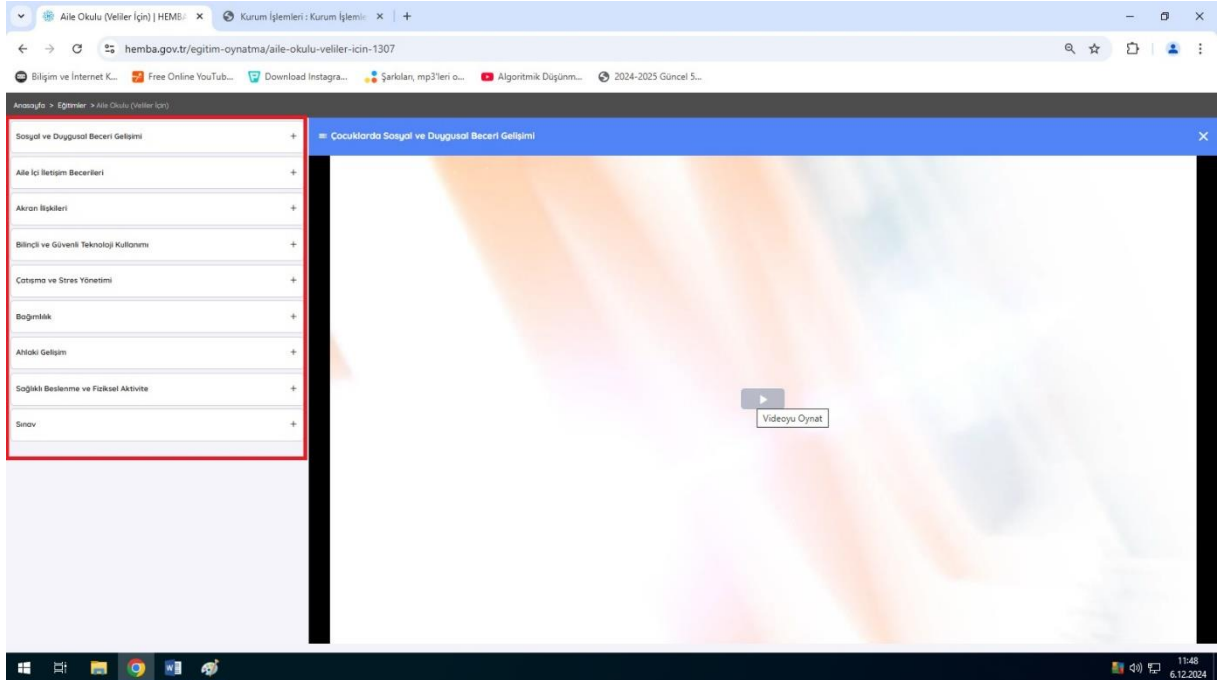 Aile Okulu (Veliler İçin) | HEMBA
Kurum İşlemleri : Kurum İşlemle
hemba.gov.tr/egitim-oynatma/aile-okulu-veliler-icin-1307
Bilişim ve İnternet K...
Free Online YouTub...
Download Instagra...
Şarkıları, mp3'leri o...
Algoritmik Düşünm...
2024-2025 Güncel 5...
Anasayfa > Eğitimler > Aile Okulu (Veliler İçin)
Sosyal ve Duygusal Beceri Gelişimi +
Aile İçi İletişim Becerileri +
Akran İlişkileri +
Bilinçli ve Güvenli Teknoloji Kullanımı +
Çatışma ve Stres Yönetimi +
Bağımlılık +
Ahlaki Gelişim +
Sağlıklı Beslenme ve Fiziksel Aktivite +
Sınav +
Çocuklarda Sosyal ve Duygusal Beceri Gelişimi
Videoyu Oynat
11:48
6.12.2024